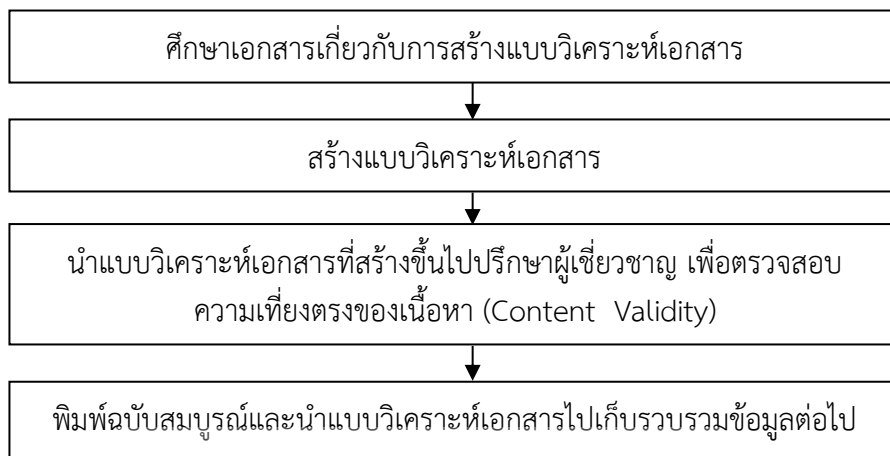 ศึกษาเอกสารเกี่ยวกับการสร้างแบบวิเคราะห์เอกสาร
สร้างแบบวิเคราะห์เอกสาร
นำแบบวิเคราะห์เอกสารที่สร้างขึ้นไปปรึกษาผู้เชี่ยวชาญ เพื่อตรวจสอบ
ความเที่ยงตรงของเนื้อหา (Content Validity)
พิมพ์ฉบับสมบูรณ์และนำแบบวิเคราะห์เอกสารไปเก็บรวบรวมข้อมูลต่อไป